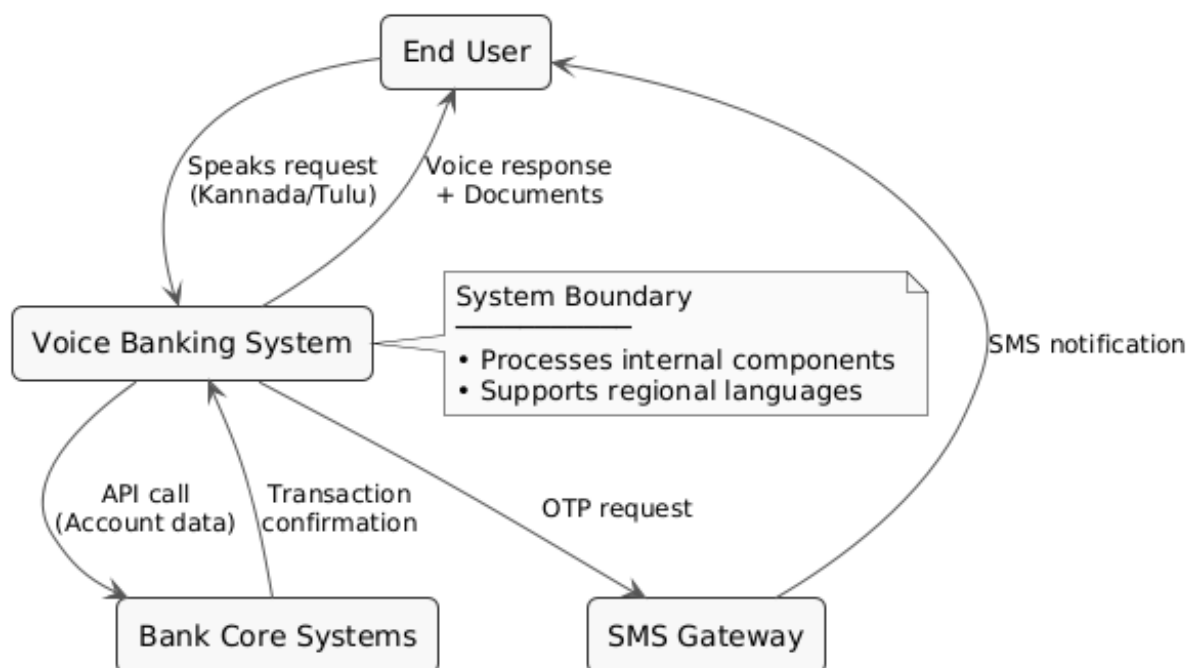 End User
Speaks request
(Kannada/Tulu)
Voice response
+ Documents
System Boundary
• Processes internal components
• Supports regional languages
Voice Banking System
SMS notification
API call
(Account data)
Transaction
confirmation
OTP request
Bank Core Systems
SMS Gateway